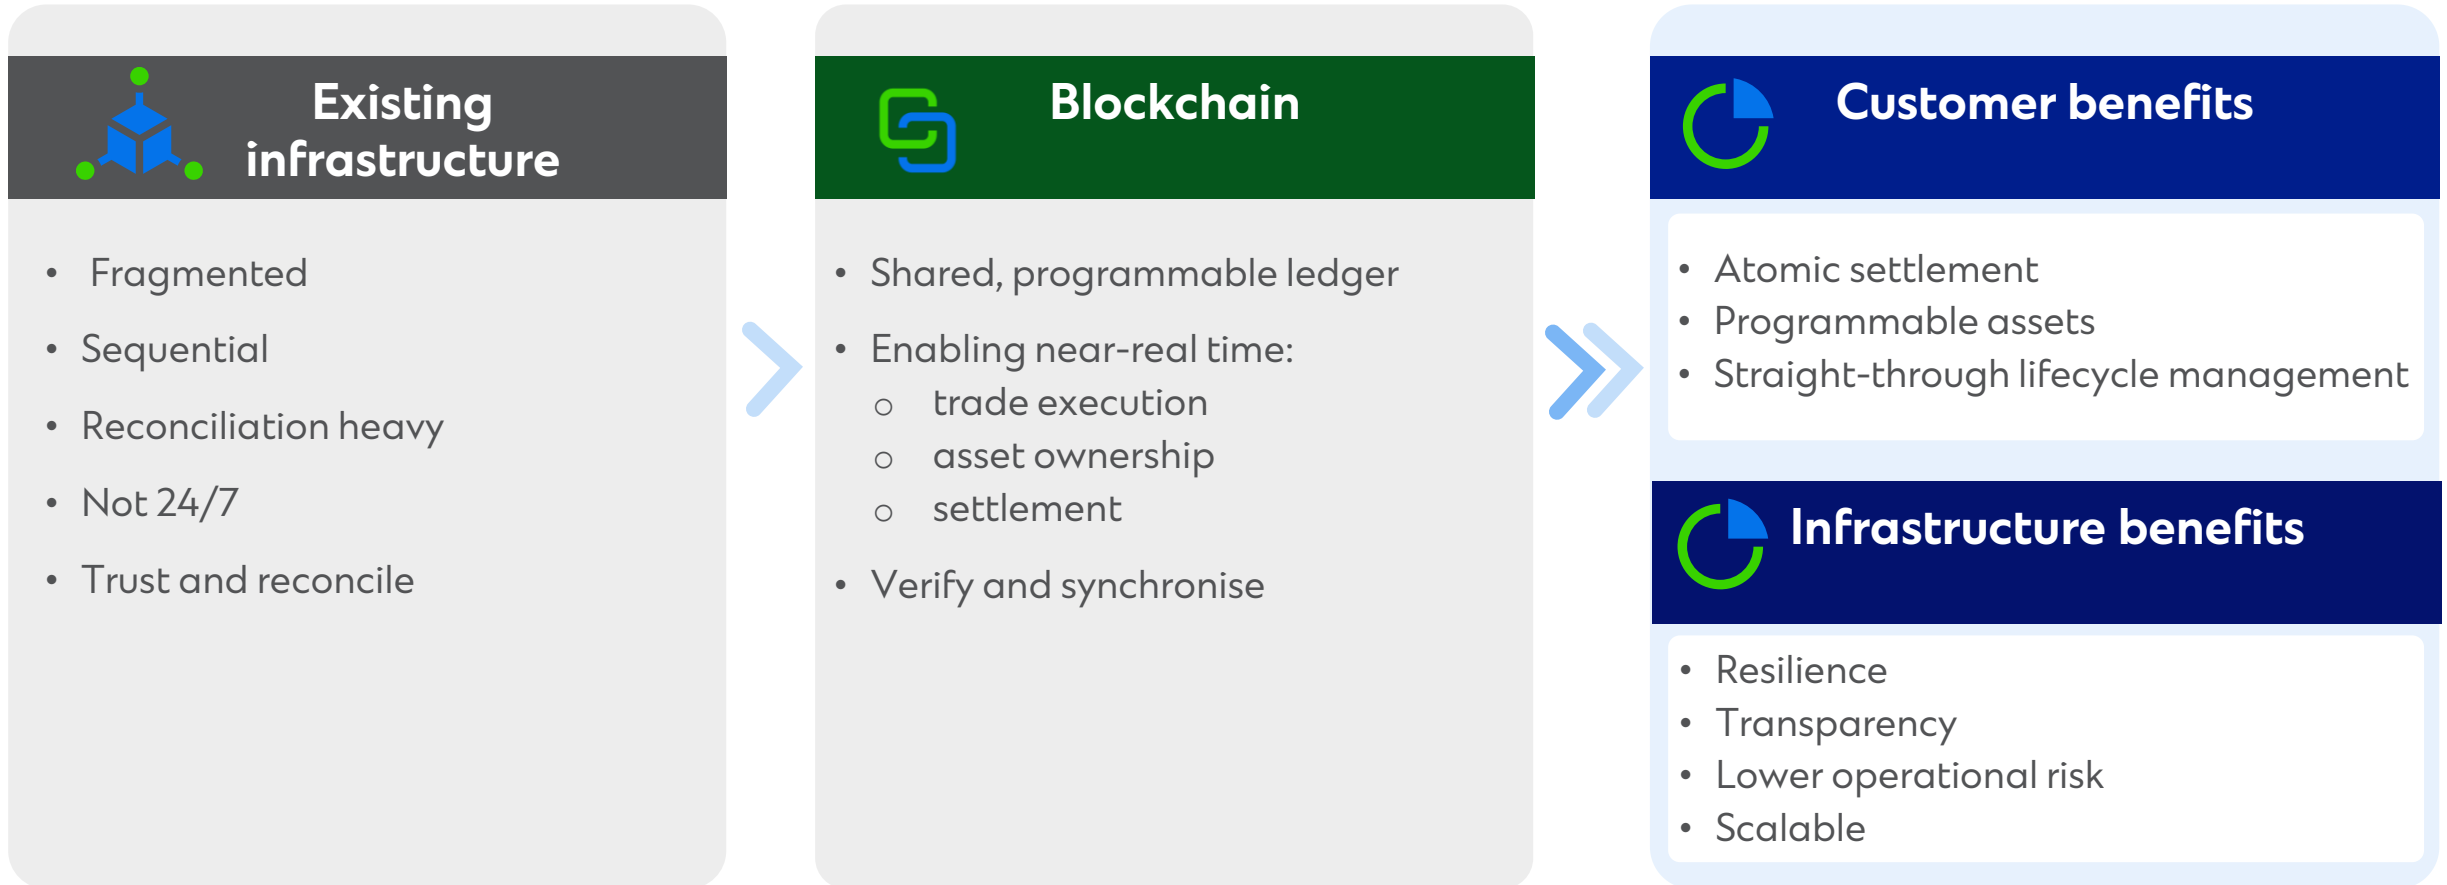 Existing
infrastructure
• Fragmented
• Sequential
• Reconciliation heavy
• Not 24/7
• Trust and reconcile
Blockchain
• Shared, programmable ledger
• Enabling near-real time:
o trade execution
o asset ownership
o settlement
• Verify and synchronise
Customer benefits
• Atomic settlement
• Programmable assets
• Straight-through lifecycle management
Infrastructure benefits
• Resilience
• Transparency
• Lower operational risk
• Scalable